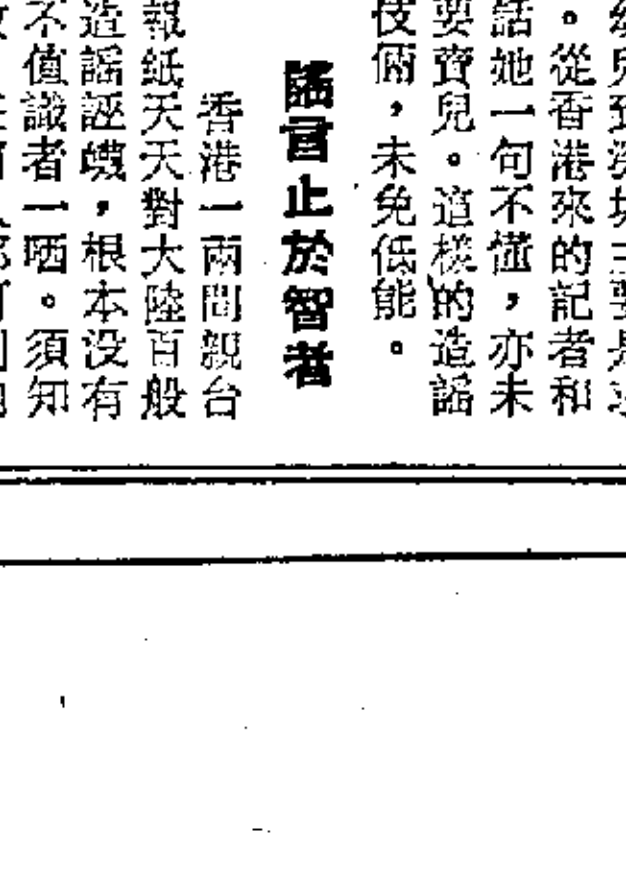 。從香港來的記者和
話她一句不懂，亦未
要賣兒。這樣的造謠
伎倆，未免低能。
謠言止於智者
香港一兩間親台
報紙天天對大陸百般
造謠誣衊，根本没有
不值識者一哂。須知